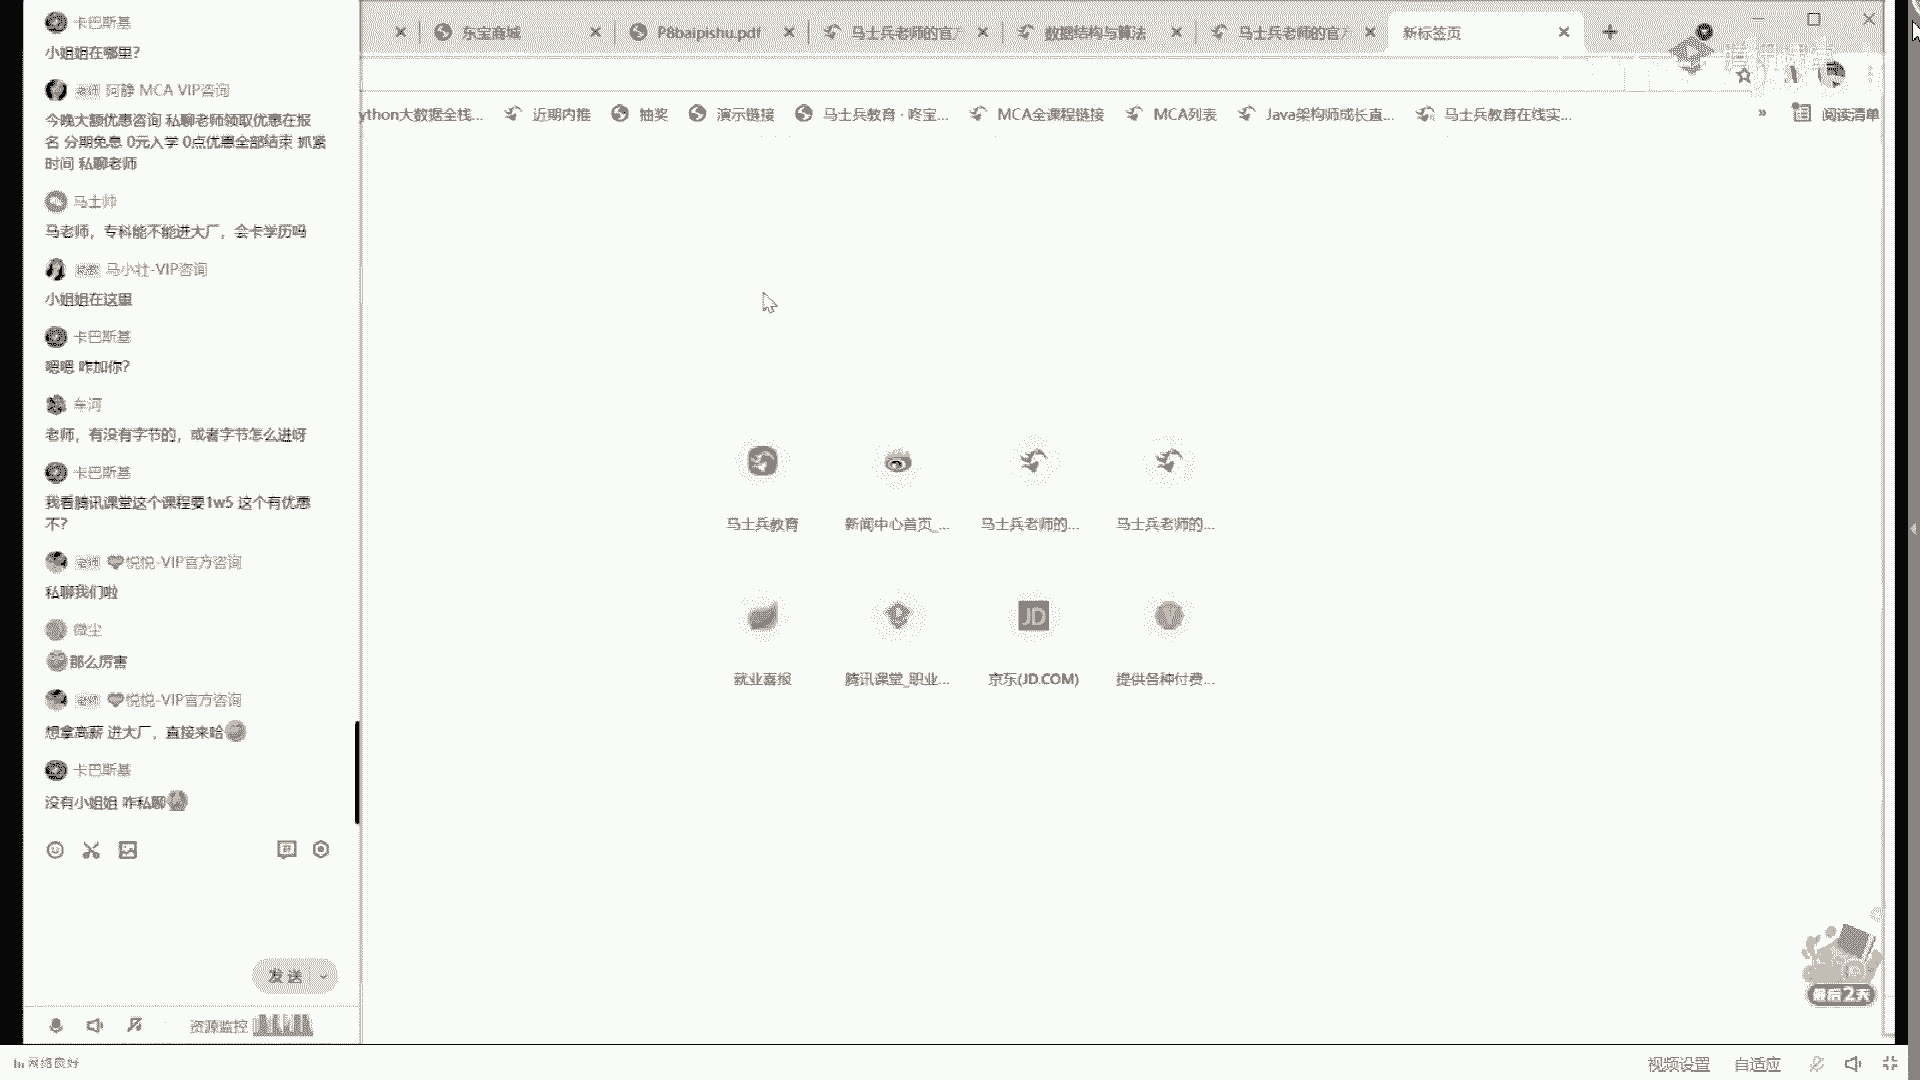 卡巴斯基
小姐姐在哪里?
老师 阿静 MCA VIP咨询
今晚大额优惠咨询 私聊老师领取优惠在报
名 分期免息 0元入学 0点优惠全部结束 抓紧
时间 私聊老师
马士帅
马老师，专科能不能进大厂，会卡学历吗
马小壮-VIP咨询
小姐姐在这里
卡巴斯基
嗯嗯 咋加你?
车河
老师，有没有字节的，或者字节怎么进呀
卡巴斯基
我看腾讯课堂这个课程要1w5 这个有优惠
不?
老师 悦悦-VIP官方咨询
私聊我们啦
微尘
那么厉害
老师 悦悦-VIP官方咨询
想拿高薪 进大厂，直接来哈
卡巴斯基
没有小姐姐 咋私聊
发送
资源监控
网络良好
东宝商城
P8baipishu.pdf
马士兵老师的官方
数据结构与算法
马士兵老师的官方
新标签页
腾讯课堂
ython大数据全栈...
近期内推
抽奖
演示链接
马士兵教育 · 咚宝...
MCA全课程链接
MCA列表
Java架构师成长直...
马士兵教育在线实...
»
阅读清单
马士兵教育
新闻中心首页_...
马士兵老师的...
马士兵老师的...
JD
就业喜报
腾讯课堂_职业...
京东(JD.COM)
提供各种付费...
最后2天
视频设置
自适应